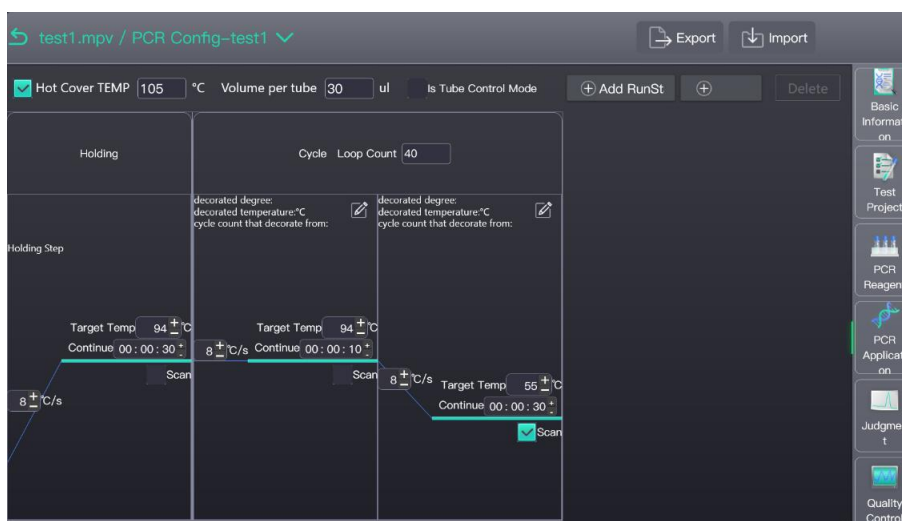 test1.mpv / PCR Config-test1
Export
Import
Hot Cover TEMP 105 °C Volume per tube 30 ul Is Tube Control Mode
Add RunSt
Delete
Holding
Cycle Loop Count 40
Holding Step
Target Temp 94 °C
Continue 00 : 00 : 30
Scan
8 °C/s
decorated degree:
decorated temperature:°C
cycle count that decorate from:
Target Temp 94 °C
8 °C/s Continue 00 : 00 : 10
Scan
decorated degree:
decorated temperature:°C
cycle count that decorate from:
8 °C/s
Target Temp 55 °C
Continue 00 : 00 : 30
Scan
Basic
Informati
on
Test
Project
PCR
Reagen
PCR
Applicat
on
Judgme
t
Quality
Control